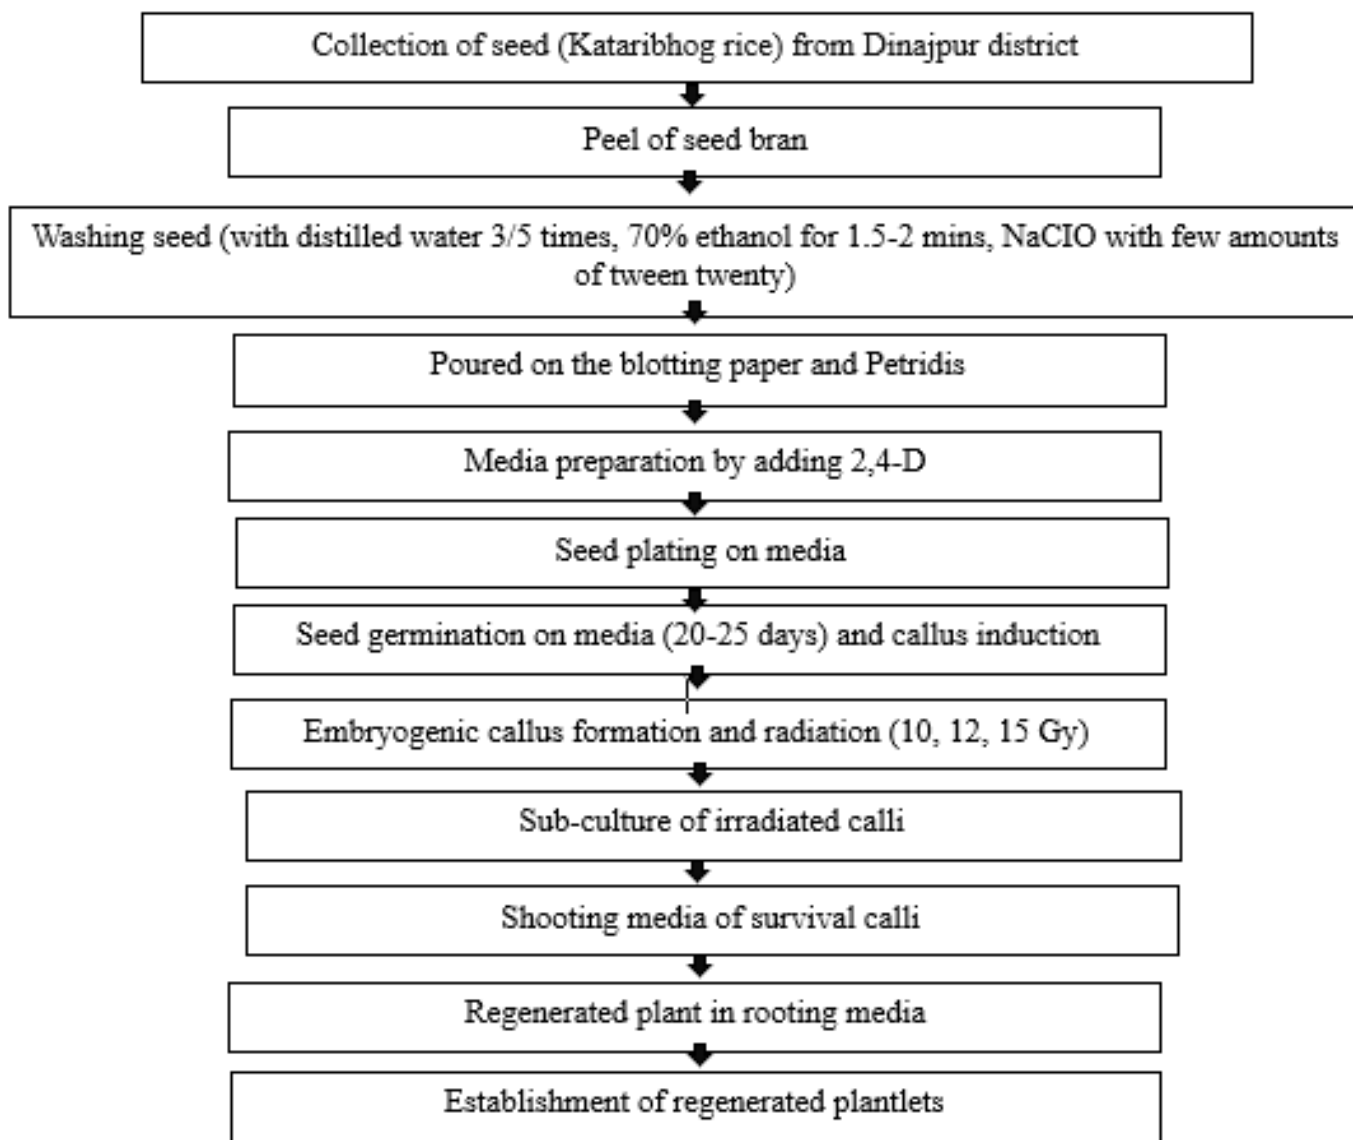 Collection of seed (Kataribhog rice) from Dinajpur district
Peel of seed bran
Washing seed (with distilled water 3/5 times, 70% ethanol for 1.5-2 mins, NaCIO with few amounts
of tween twenty)
Poured on the blotting paper and Petridis
Media preparation by adding 2,4-D
Seed plating on media
Seed germination on media (20-25 days) and callus induction
Embryogenic callus formation and radiation (10, 12, 15 Gy)
Sub-culture of irradiated calli
Shooting media of survival calli
Regenerated plant in rooting media
Establishment of regenerated plantlets